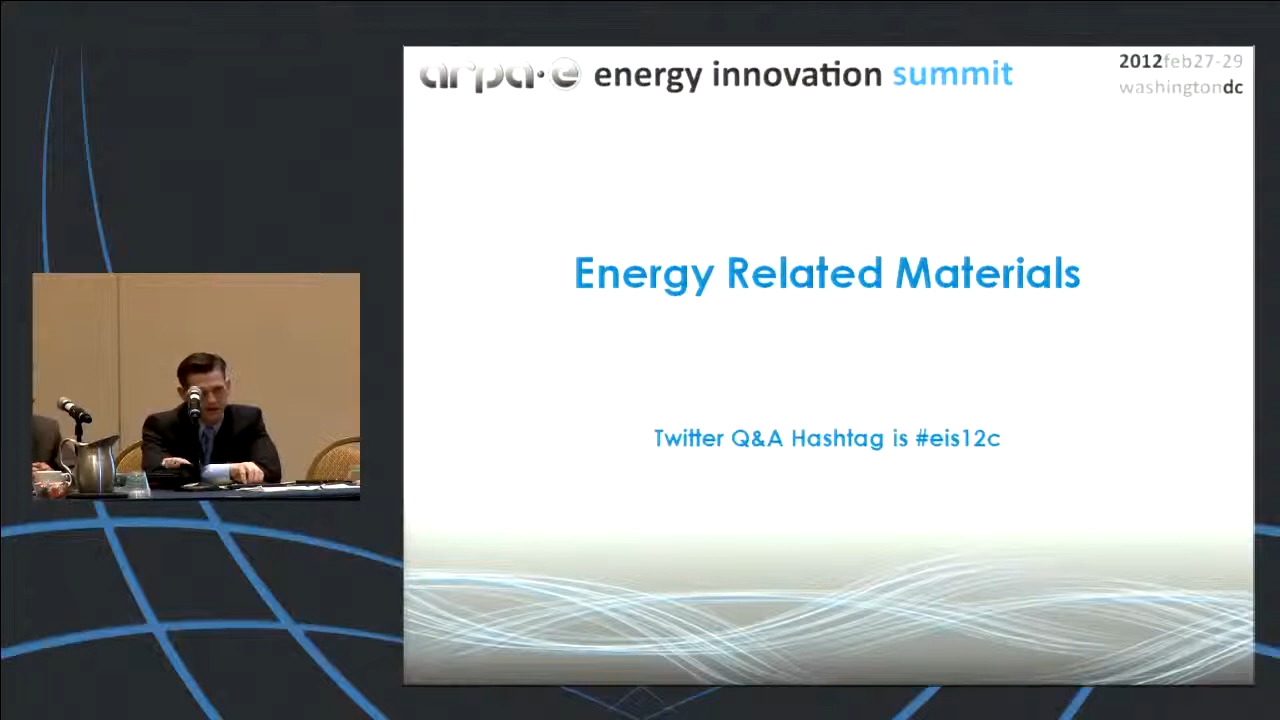 arpa·e energy innovation summit
2012feb27-29
washingtondc
Energy Related Materials
Twitter Q&A Hashtag is #eis12c